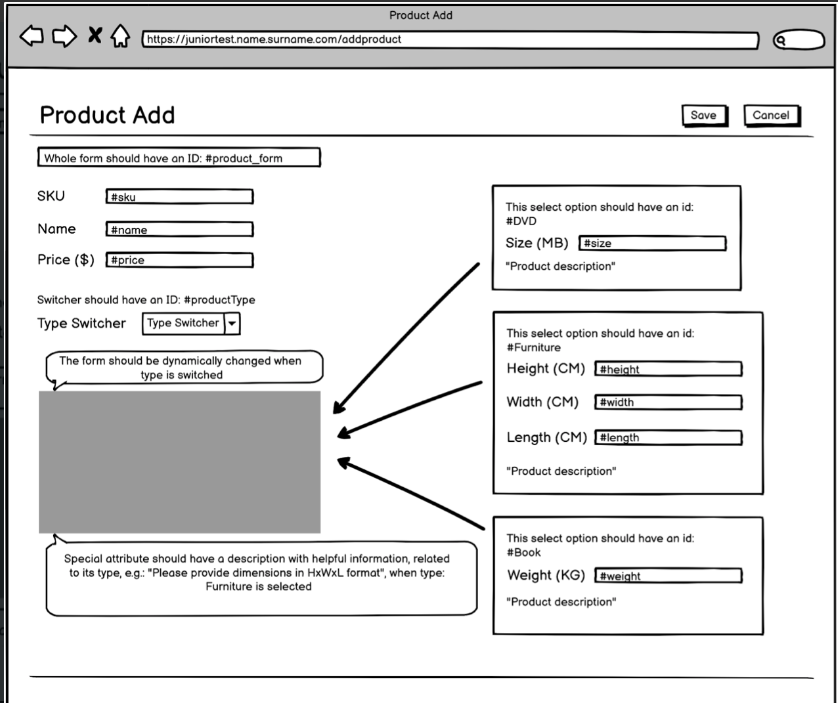 Product Add
https://juniortest.name.surname.com/addproduct
Product Add
Save
Cancel
Whole form should have an ID: #product_form
SKU
#sku
Name
#name
Price ($)
#price
Switcher should have an ID: #productType
Type Switcher
Type Switcher
The form should be dynamically changed when
type is switched
Special attribute should have a description with helpful information, related
to its type, e.g.: "Please provide dimensions in HxWxL format", when type:
Furniture is selected
This select option should have an id:
#DVD
Size (MB)
#size
"Product description"
This select option should have an id:
#Furniture
Height (CM)
#height
Width (CM)
#width
Length (CM)
#length
"Product description"
This select option should have an id:
#Book
Weight (KG)
#weight
"Product description"